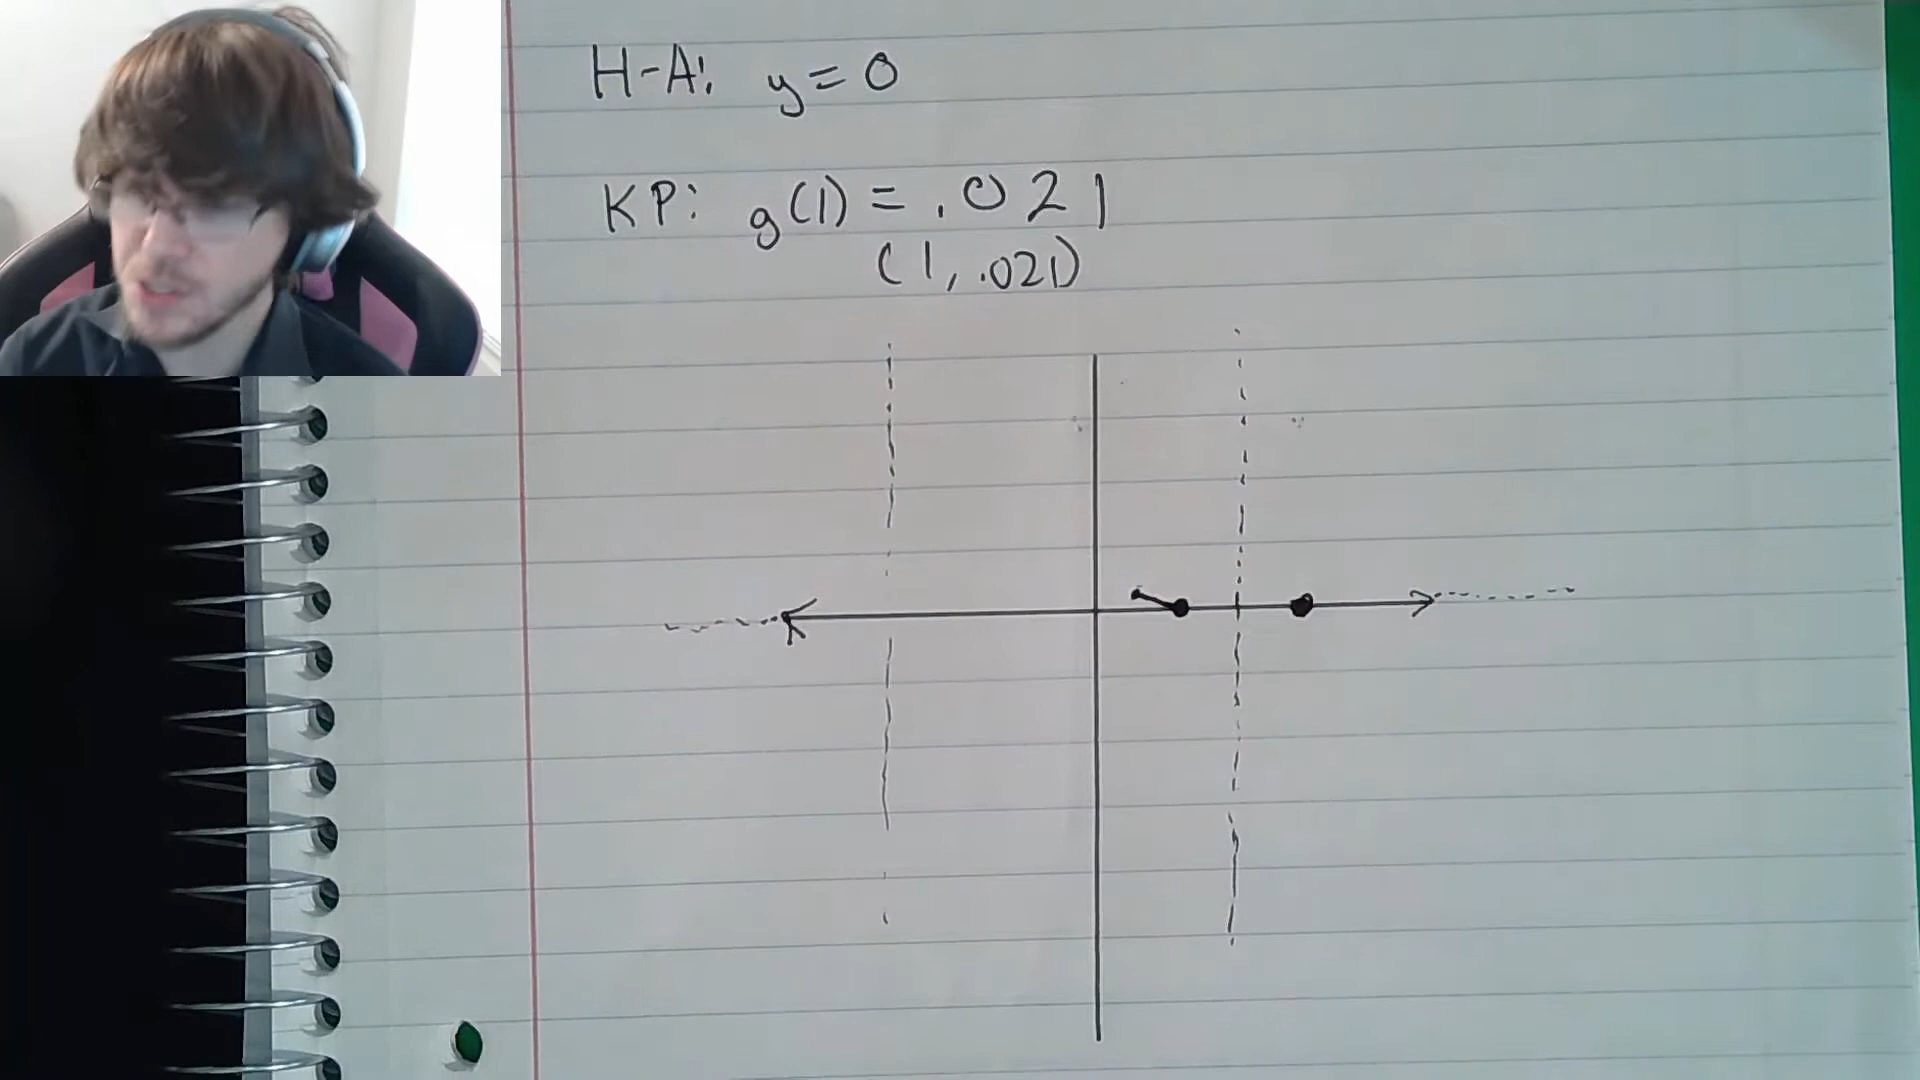 H-A: y = 0
KP: g(1) = .021
(1, .021)